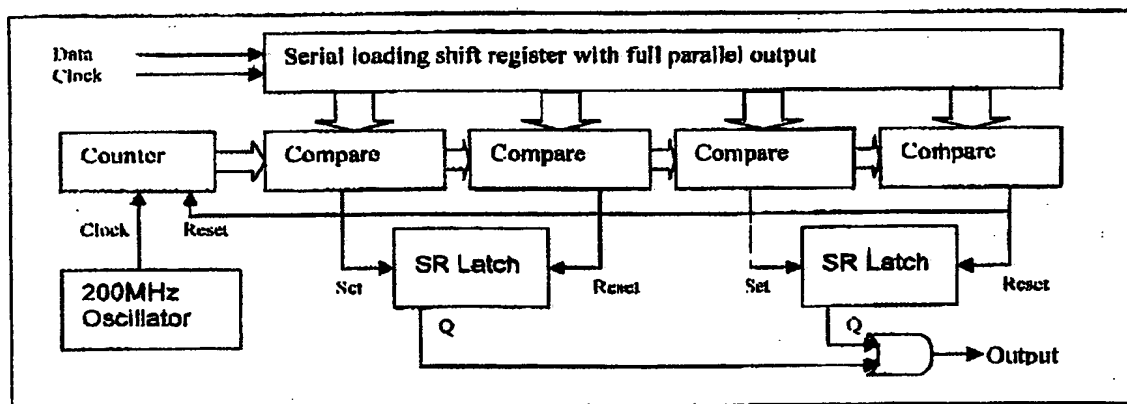 Data
Clock
Serial loading shift register with full parallel output
Counter
Compare
Compare
Compare
Compare
Clock
Reset
Set
SR Latch
Reset
Set
SR Latch
Reset
200MHz
Oscillator
Q
Q
Output